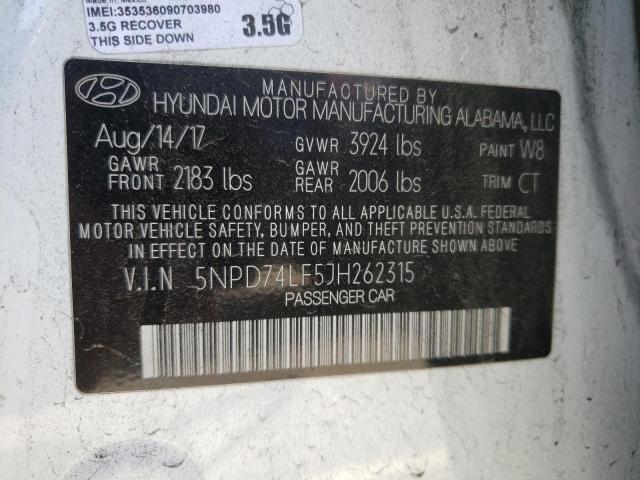 IMEI:353536090703980
3.5G RECOVER
THIS SIDE DOWN
3.5G
MANUFACTURED BY
HYUNDAI MOTOR MANUFACTURING ALABAMA, LLC
Aug/14/17 GVWR 3924 lbs PAINT W8
GAWR FRONT 2183 lbs GAWR REAR 2006 lbs TRIM CT
THIS VEHICLE CONFORMS TO ALL APPLICABLE U.S.A. FEDERAL
MOTOR VEHICLE SAFETY, BUMPER, AND THEFT PREVENTION STANDARDS
IN EFFECT ON THE DATE OF MANUFACTURE SHOWN ABOVE.
V.I.N 5NPD74LF5JH262315
PASSENGER CAR